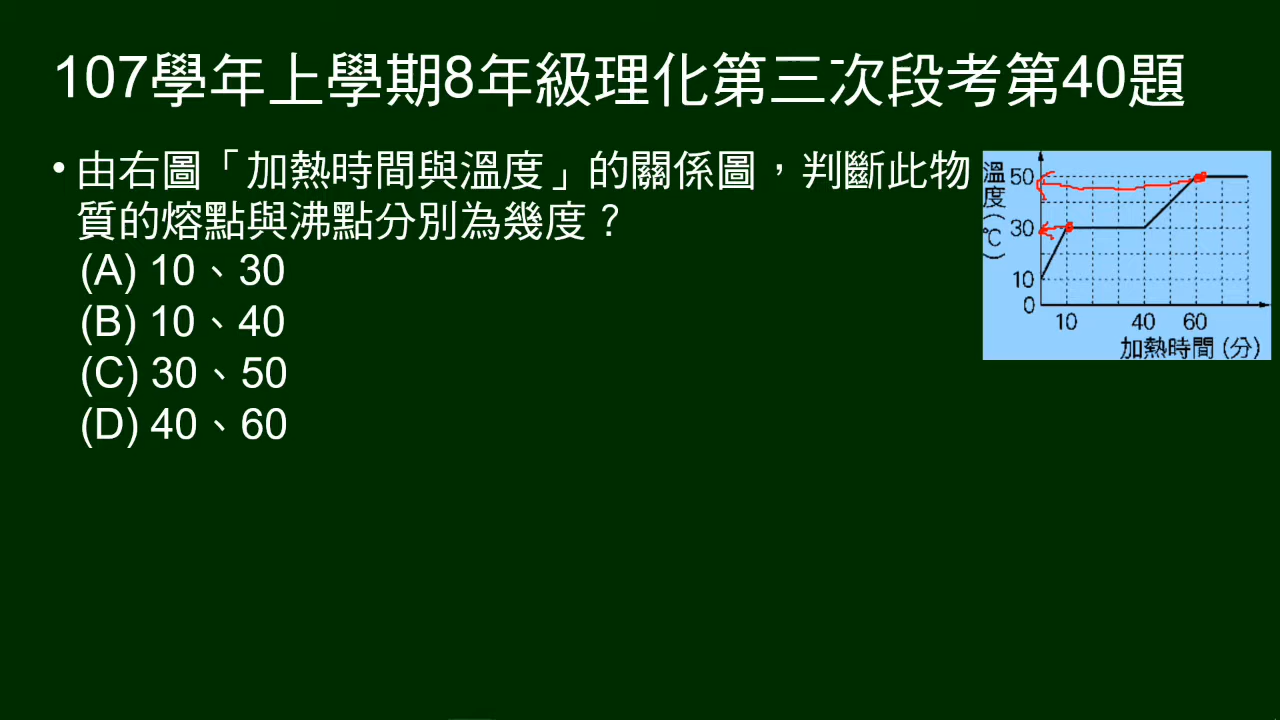 107學年上學期8年級理化第三次段考第40題
•由右圖「加熱時間與溫度」的關係圖，判斷此物
質的熔點與沸點分別為幾度？
(A) 10、30
(B) 10、40
(C) 30、50
(D) 40、60
溫度(℃)
50
30
10
0
10 40 60
加熱時間 (分)